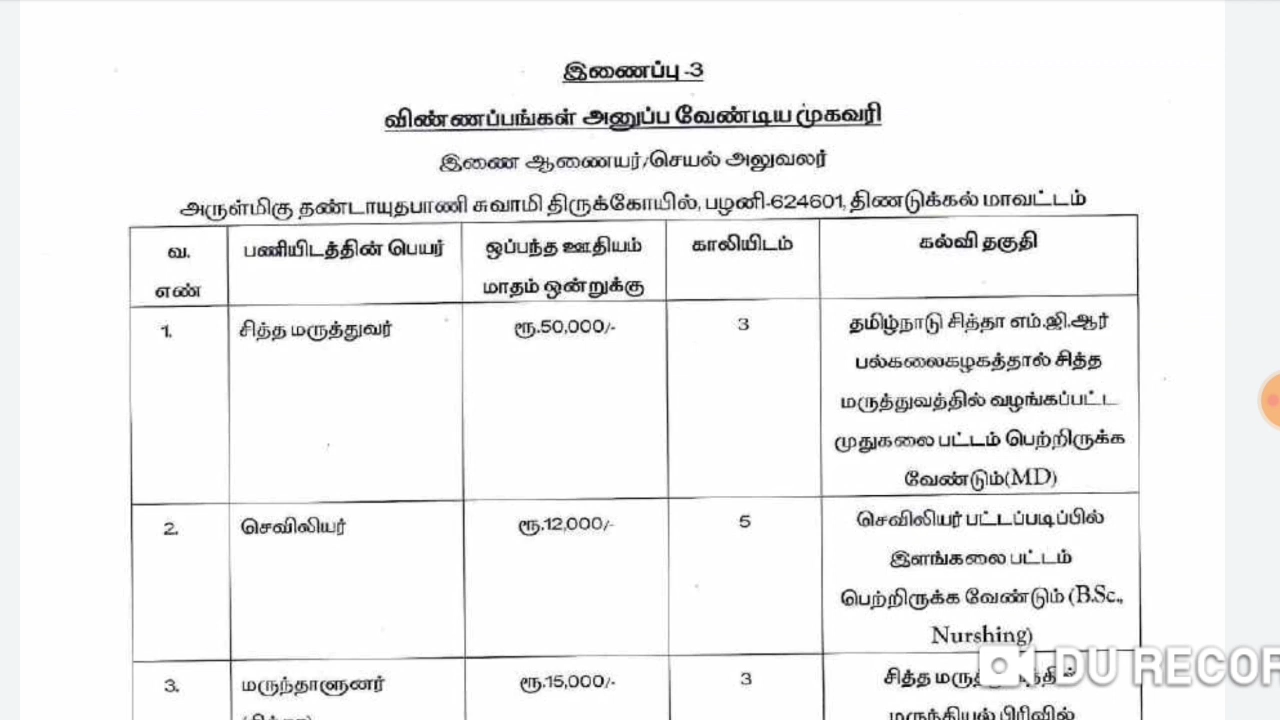 இணைப்பு -3
விண்ணப்பங்கள் அனுப்ப வேண்டிய முகவரி
இணை ஆணையர்/செயல் அலுவலர்
அருள்மிகு தண்டாயுதபாணி சுவாமி திருக்கோயில், பழனி-624601, திண்டுக்கல் மாவட்டம்
வ. எண்
பணியிடத்தின் பெயர்
ஒப்பந்த ஊதியம்
மாதம் ஒன்றுக்கு
காலியிடம்
கல்வி தகுதி
1.
சித்த மருத்துவர்
ரூ.50,000/-
3
தமிழ்நாடு சித்தா எம்.ஜி.ஆர்
பல்கலைகழகத்தால் சித்த
மருத்துவத்தில் வழங்கப்பட்ட
முதுகலை பட்டம் பெற்றிருக்க
வேண்டும்(MD)
2.
செவிலியர்
ரூ.12,000/-
5
செவிலியர் பட்டப்படிப்பில்
இளங்கலை பட்டம்
பெற்றிருக்க வேண்டும் (B.Sc.,
Nurshing)
3.
மருந்தாளுனர்
ரூ.15,000/-
3
சித்த
மருந்தியல் பிரிவில்
DU RECOR